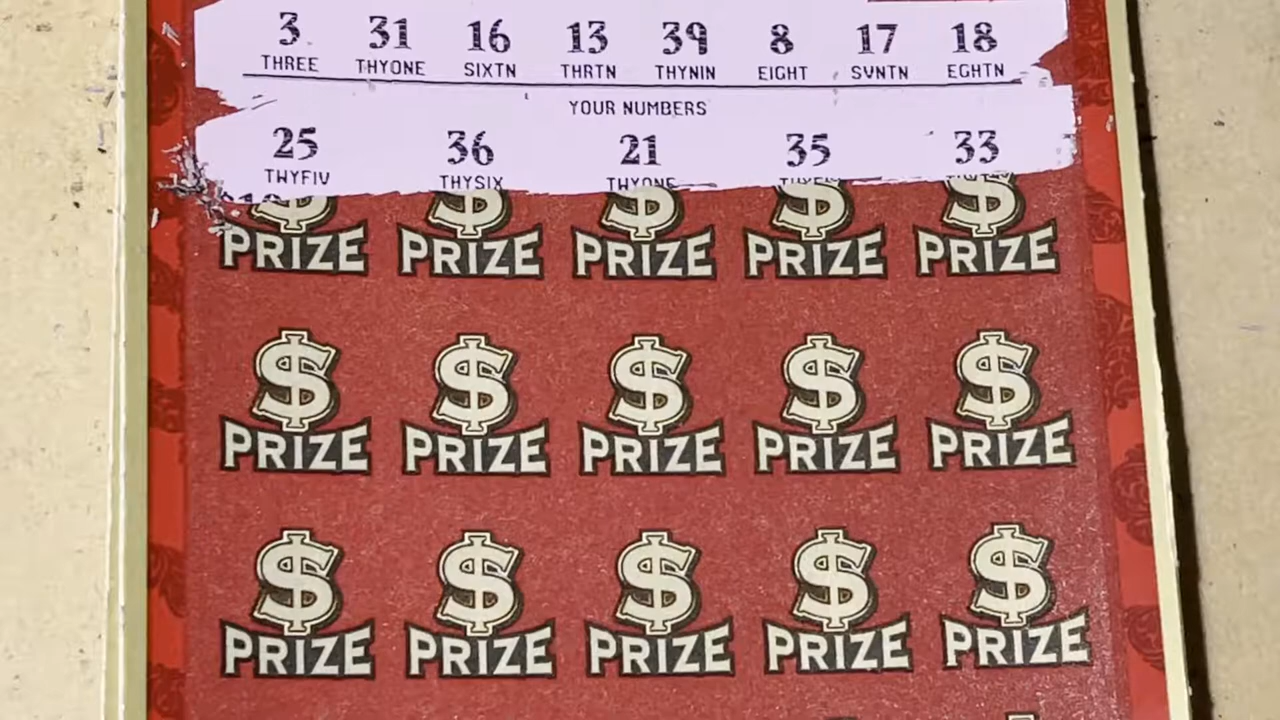 3 31 16 13 39 8 17 18
THREE THYONE SIXTN THRTN THYNIN EIGHT SVNTN EGHTN
YOUR NUMBERS
25 36 21 35 33
TWYFIV THYSIX TWYONE
$ $ $ $ $
PRIZE PRIZE PRIZE PRIZE PRIZE
$ $ $ $ $
PRIZE PRIZE PRIZE PRIZE PRIZE
$ $ $ $ $
PRIZE PRIZE PRIZE PRIZE PRIZE